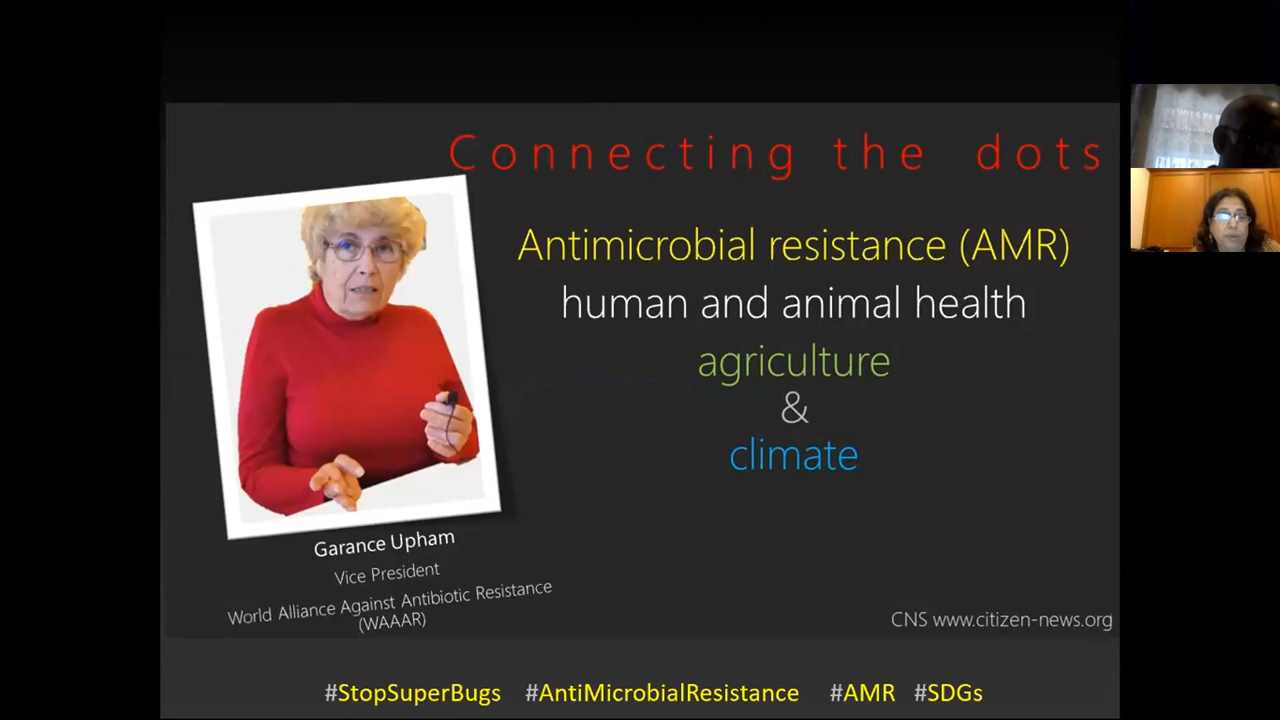 Connecting the dots
Antimicrobial resistance (AMR)
human and animal health
agriculture
&
climate
Garance Upham
Vice President
World Alliance Against Antibiotic Resistance
(WAAAR)
CNS www.citizen-news.org
#StopSuperBugs #AntiMicrobialResistance #AMR #SDGs